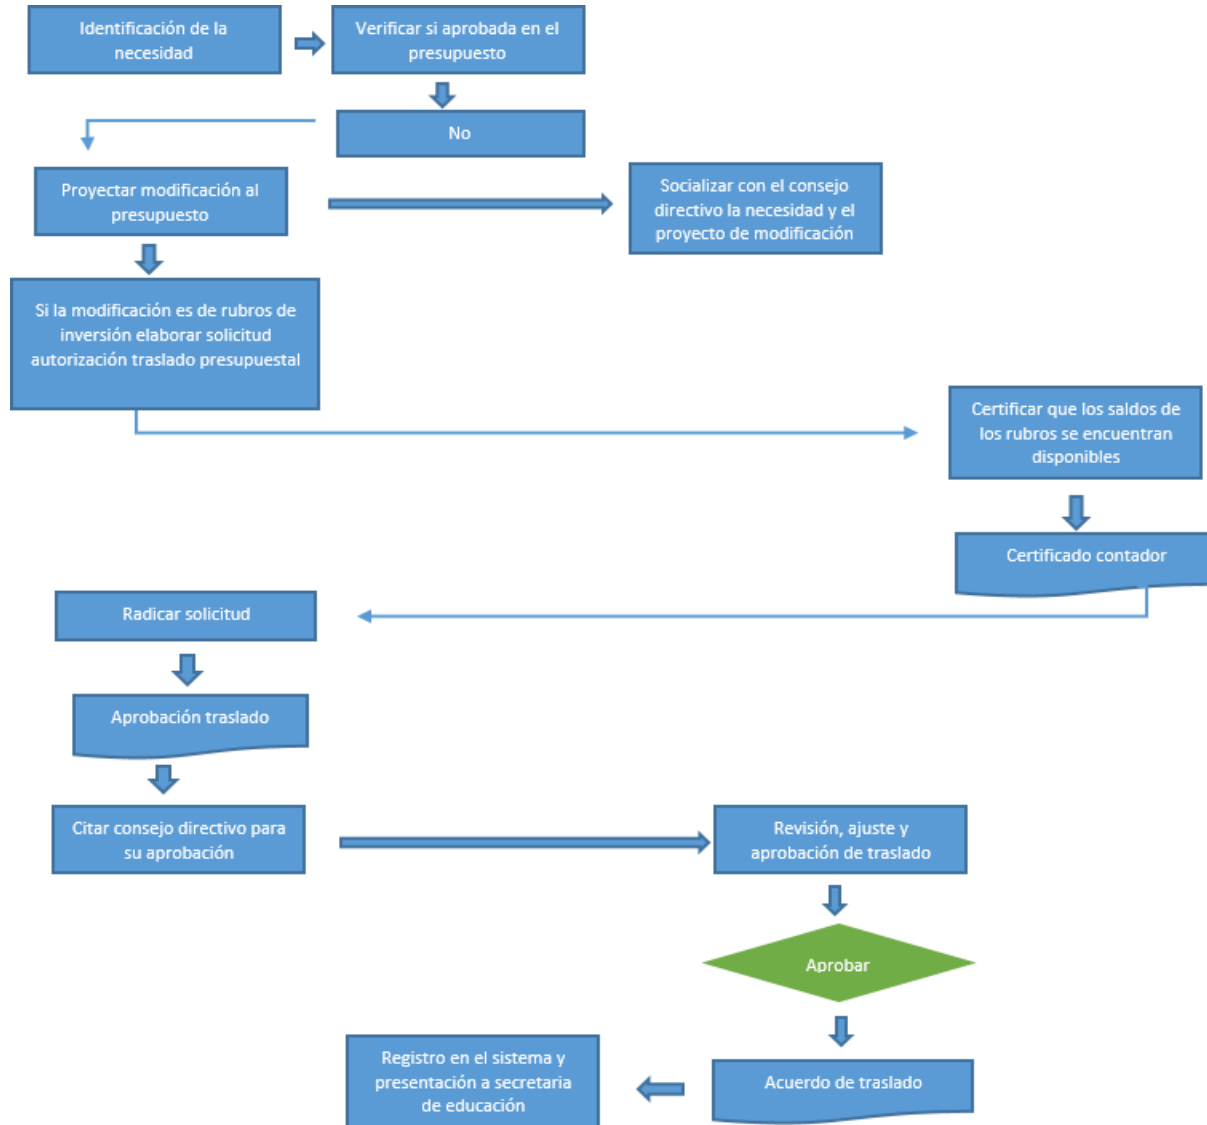 Identificación de la
necesidad
Verificar si aprobada en el
presupuesto
No
Proyectar modificación al
presupuesto
Socializar con el consejo
directivo la necesidad y el
proyecto de modificación
Si la modificación es de rubros de
inversión elaborar solicitud
autorización traslado presupuestal
Certificar que los saldos de
los rubros se encuentran
disponibles
Certificado contador
Radicar solicitud
Aprobación traslado
Citar consejo directivo para
su aprobación
Revisión, ajuste y
aprobación de traslado
Aprobar
Acuerdo de traslado
Registro en el sistema y
presentación a secretaria
de educación